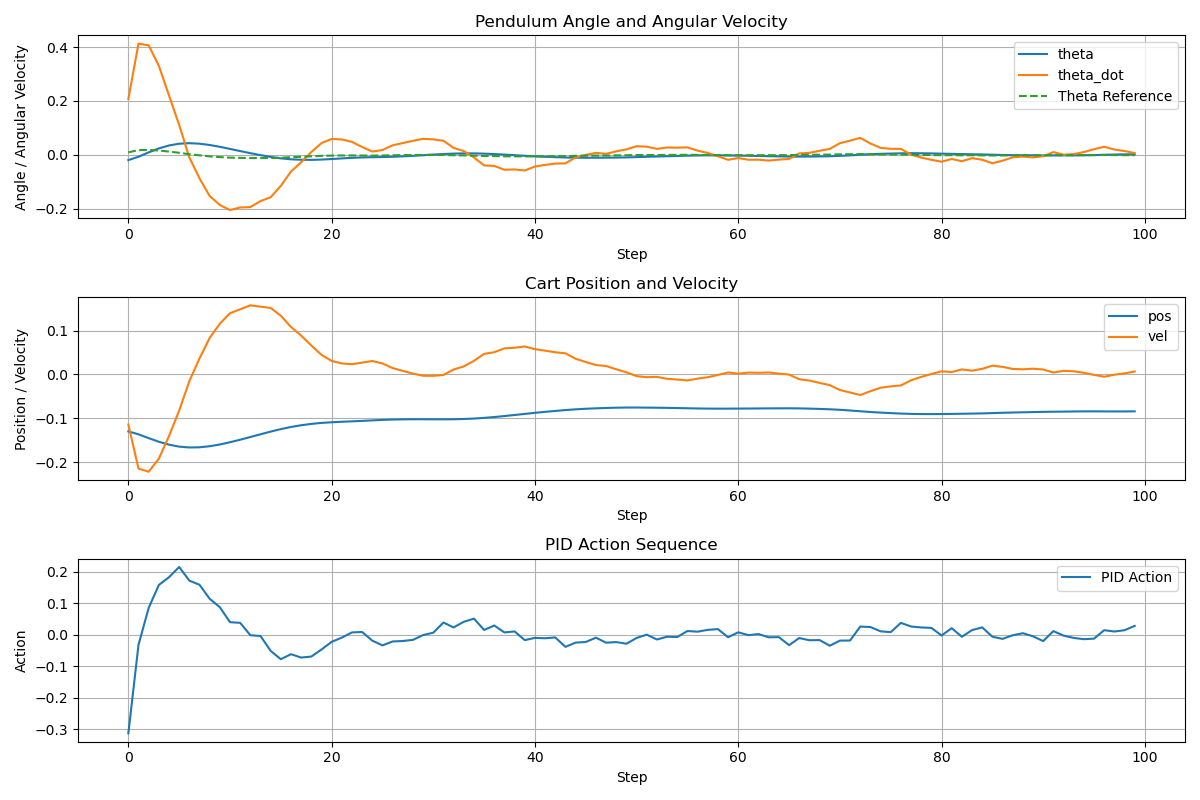 Pendulum Angle and Angular Velocity
Angle / Angular Velocity
0.4
0.2
0.0
−0.2
theta
theta_dot
Theta Reference
0 20 40 60 80 100
Step
Cart Position and Velocity
Position / Velocity
0.1
0.0
−0.1
−0.2
pos
vel
0 20 40 60 80 100
Step
PID Action Sequence
Action
0.2
0.1
0.0
−0.1
−0.2
−0.3
PID Action
0 20 40 60 80 100
Step